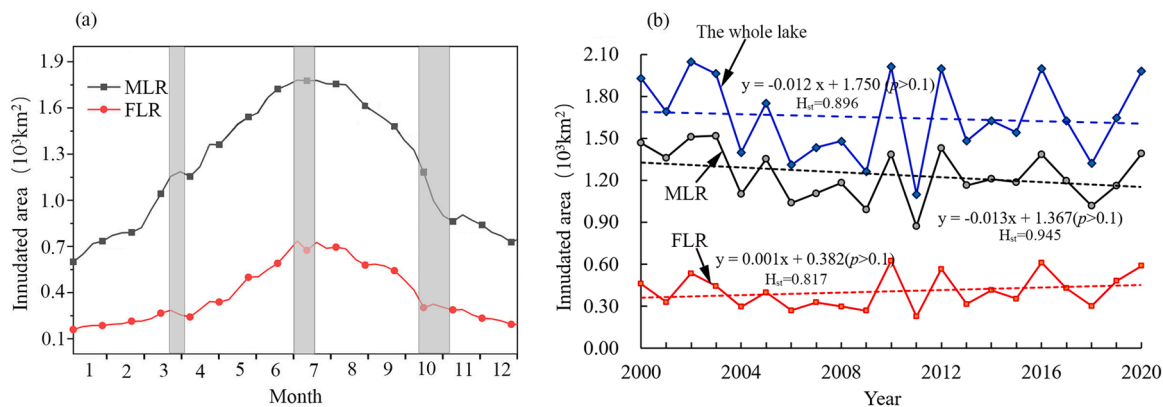 (a)
1.9
1.6
1.3
1.0
0.7
0.4
0.1
Innudated area（10³km²)
MLR
FLR
1 2 3 4 5 6 7 8 9 10 11 12
Month
(b)
2.10
1.80
1.50
1.20
0.90
0.60
0.30
0.00
Innudated area（10³km²)
The whole lake
y = -0.012 x + 1.750 (p>0.1)
Hst=0.896
MLR
y = -0.013x + 1.367(p>0.1)
Hst=0.945
FLR
y = 0.001x + 0.382(p>0.1)
Hst=0.817
2000 2004 2008 2012 2016 2020
Year